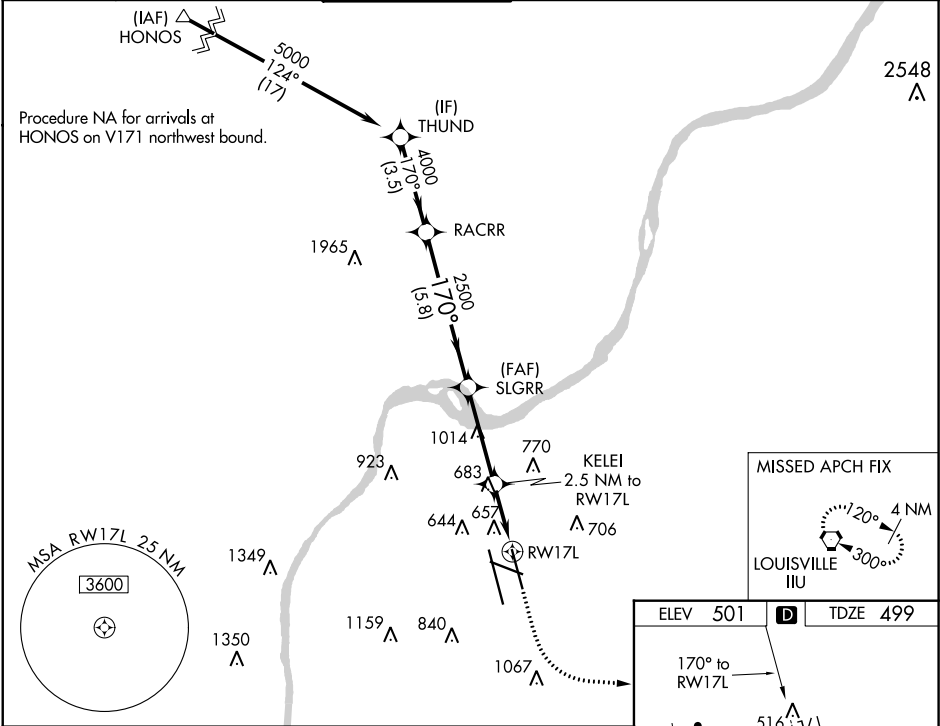 (IAF)
HONOS
5000
124°
(17)
2548
Procedure NA for arrivals at
HONOS on V171 northwest bound.
(IF)
THUND
4000
170°
(3.5)
RACRR
1965
2500
170°
(5.8)
(FAF)
SLGRR
1014
770
923
683
KELEI
2.5 NM to
RW17L
644
657
706
RW17L
MISSED APCH FIX
120°
4 NM
300°
LOUISVILLE
IIU
MSA RW17L 25 NM
3600
1349
1350
1159
840
1067
ELEV 501
D
TDZE 499
170° to
RW17L
516